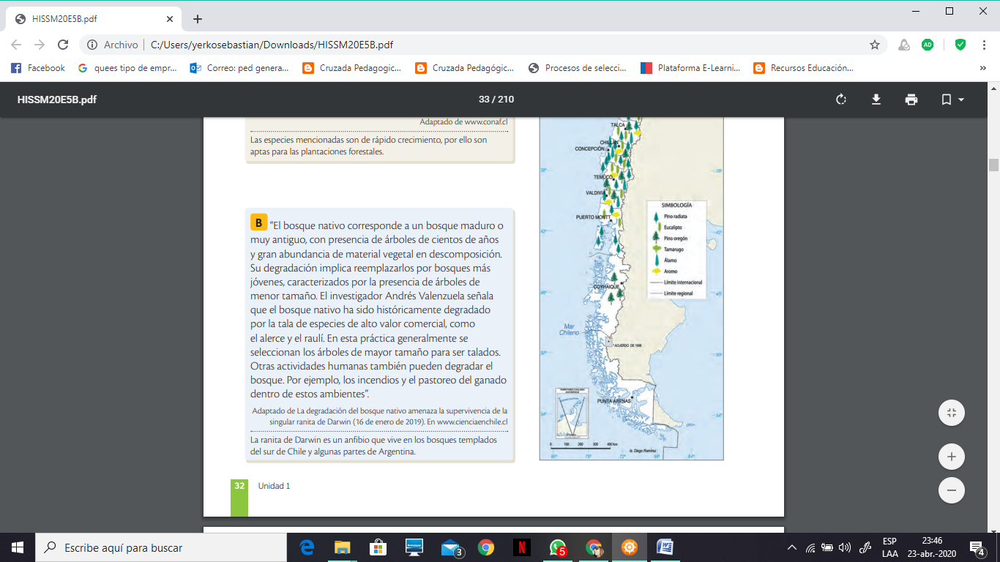 HISSM20E5B.pdf
Archivo
C:/Users/yerkosebastian/Downloads/HISSM20E5B.pdf
AD
Facebook
quees tipo de empr...
Correo: ped genera...
Cruzada Pedagogic...
Cruzada Pedagógic...
Procesos de selecci...
Plataforma E-Learni...
Recursos Educación...
»
HISSM20E5B.pdf
33 / 210
Adaptado de www.conaf.cl
Las especies mencionadas son de rápido crecimiento, por ello son
aptas para las plantaciones forestales.
B "El bosque nativo corresponde a un bosque maduro o
muy antiguo, con presencia de árboles de cientos de años
y gran abundancia de material vegetal en descomposición.
Su degradación implica reemplazarlos por bosques más
jóvenes, caracterizados por la presencia de árboles de
menor tamaño. El investigador Andrés Valenzuela señala
que el bosque nativo ha sido históricamente degradado
por la tala de especies de alto valor comercial, como
el alerce y el raulí. En esta práctica generalmente se
seleccionan los árboles de mayor tamaño para ser talados.
Otras actividades humanas también pueden degradar el
bosque. Por ejemplo, los incendios y el pastoreo del ganado
dentro de estos ambientes".
Adaptado de La degradación del bosque nativo amenaza la supervivencia de la
singular ranita de Darwin (16 de enero de 2019). En www.cienciaenchile.cl
La ranita de Darwin es un anfibio que vive en los bosques templados
del sur de Chile y algunas partes de Argentina.
32 Unidad 1
TALCA
CHILLÁN
CONCEPCIÓN
TEMUCO
VALDIVIA
PUERTO MONTT
COYHAIQUE
Mar
Chileno
ACUERDO DE 1998
PUNTA ARENAS
Is. Diego Ramírez
0 100 200 300 400 km
SIMBOLOGÍA
Pino radiata
Eucalipto
Pino oregón
Tamarugo
Álamo
Aromo
Límite internacional
Límite regional
Escribe aquí para buscar
3
5
ESP
LAA
23:46
23-abr.-2020
4